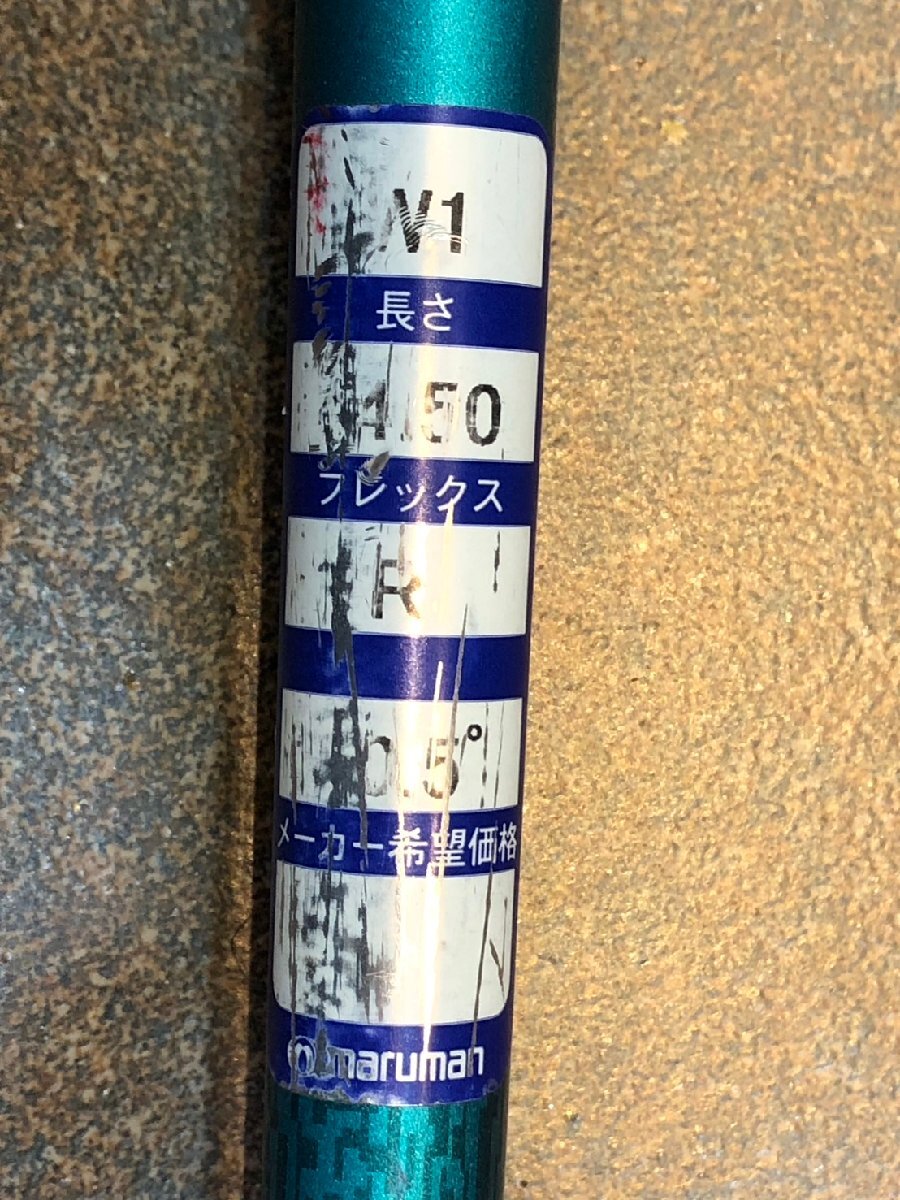 V1
長さ
フレックス
R
メーカー希望価格
maruman